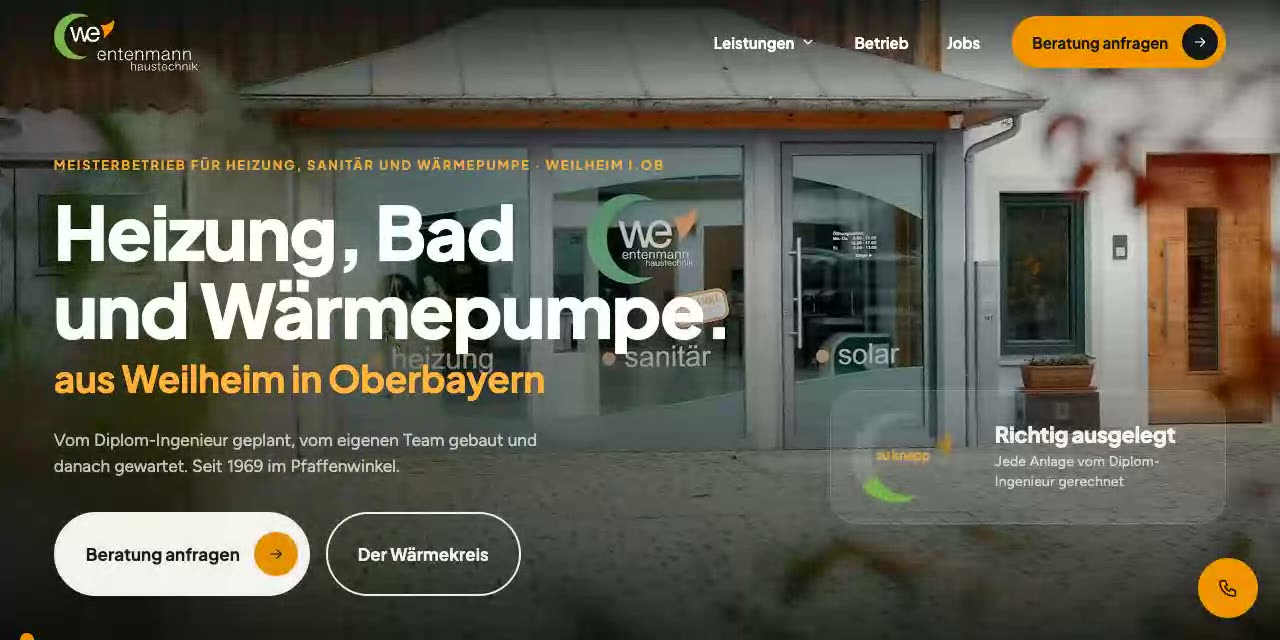 we
entenmann
haustechnik
Leistungen
Betrieb
Jobs
Beratung anfragen
MEISTERBETRIEB FÜR HEIZUNG, SANITÄR UND WÄRMEPUMPE · WEILHEIM I. OB
Heizung, Bad
und Wärmepumpe.
aus Weilheim in Oberbayern
we
entenmann
haustechnik
heizung
sanitär
solar
Vom Diplom-Ingenieur geplant, vom eigenen Team gebaut und
danach gewartet. Seit 1969 im Pfaffenwinkel.
zu knapp
Richtig ausgelegt
Jede Anlage vom Diplom-
Ingenieur gerechnet
Beratung anfragen
Der Wärmekreis